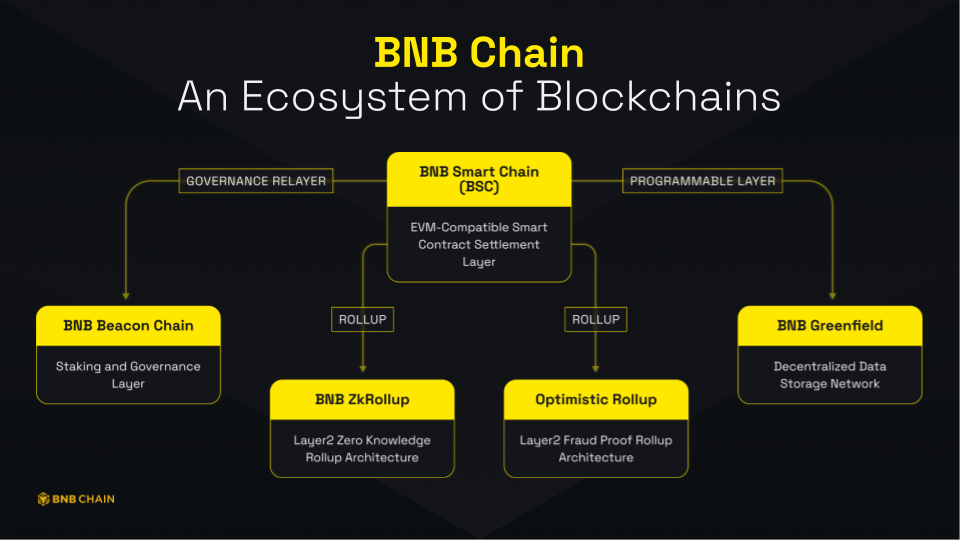 BNB Chain
An Ecosystem of Blockchains
GOVERNANCE RELAYER
BNB Smart Chain
(BSC)
PROGRAMMABLE LAYER
EVM-Compatible Smart
Contract Settlement
Layer
ROLLUP
ROLLUP
BNB Beacon Chain
Staking and Governance
Layer
BNB ZkRollup
Layer2 Zero Knowledge
Rollup Architecture
Optimistic Rollup
Layer2 Fraud Proof Rollup
Architecture
BNB Greenfield
Decentralized Data
Storage Network
BNB CHAIN